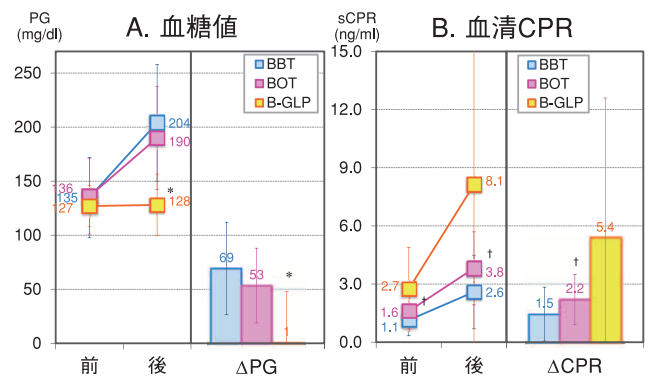 PG
(mg/dl)
A. 血糖値
250
200
150
100
50
0
BBT
BOT
B-GLP
204
190
*
128
136
135
127
69
53
*
1
前
後
ΔPG
sCPR
(ng/ml)
B. 血清CPR
15.0
12.0
9.0
6.0
3.0
0.0
BBT
BOT
B-GLP
8.1
†
3.8
2.6
2.7
†
1.6
1.1
5.4
†
2.2
1.5
前
後
ΔCPR